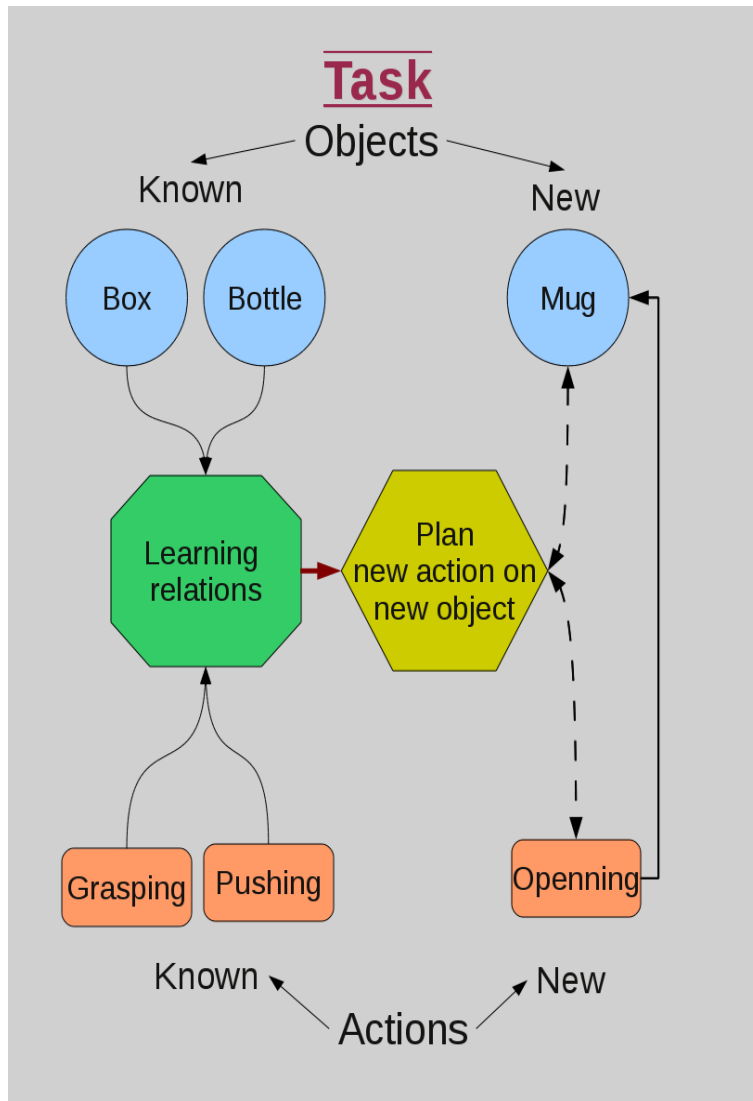 Task
Objects
Known
New
Box
Bottle
Mug
Learning
relations
Plan
new action on
new object
Grasping
Pushing
Openning
Known
New
Actions